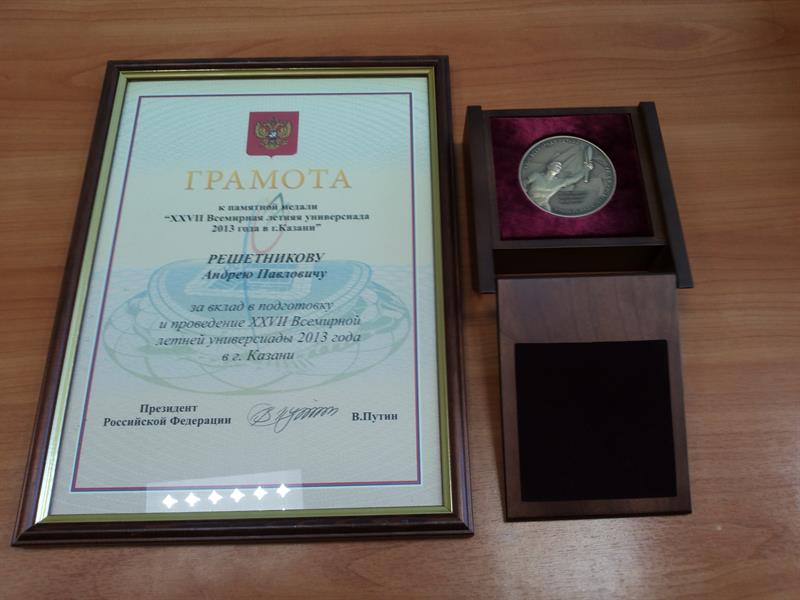 ГРАМОТА
к памятной медали
“XXVII Всемирная летняя универсиада
2013 года в г.Казани”
РЕШЕТНИКОВУ
Андрею Павловичу
за вклад в подготовку
и проведение XXVII Всемирной
летней универсиады 2013 года
в г. Казани
Президент
Российской Федерации
В.Путин